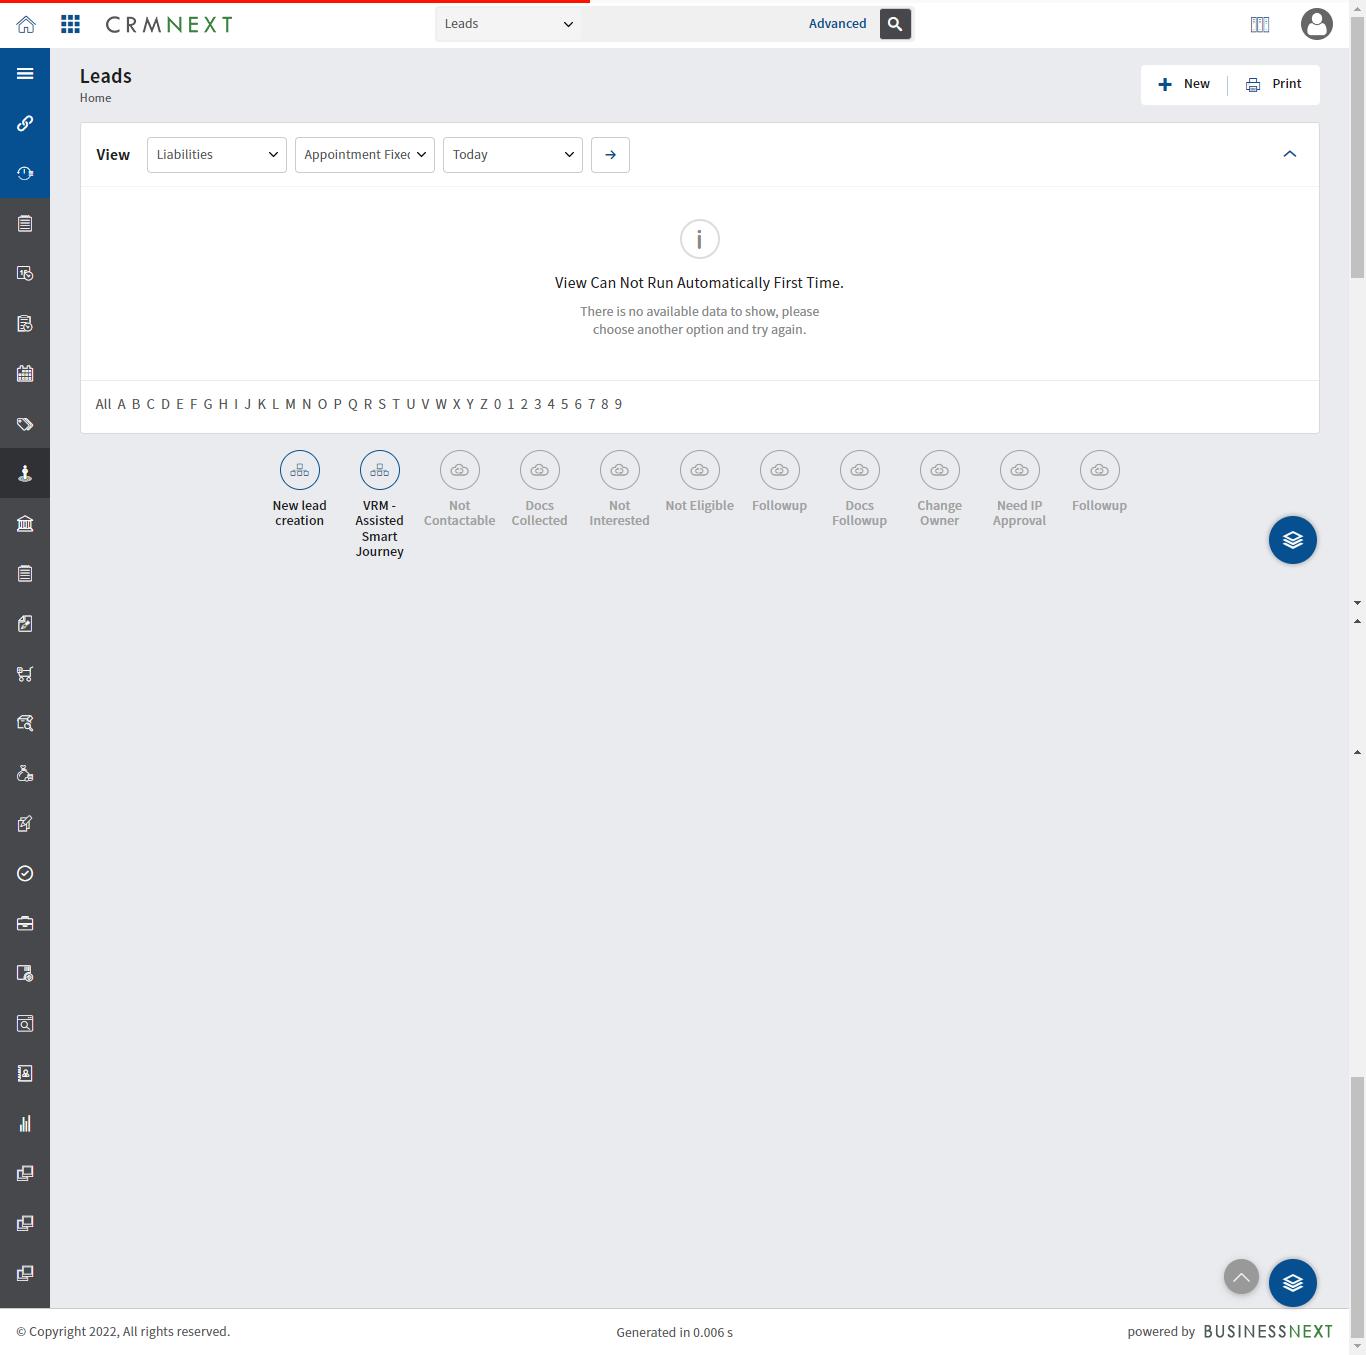 CRMNEXT
Leads
Advanced
Leads
Home
New
Print
View
Liabilities
Appointment Fixed
Today
View Can Not Run Automatically First Time.
There is no available data to show, please
choose another option and try again.
All A B C D E F G H I J K L M N O P Q R S T U V W X Y Z 0 1 2 3 4 5 6 7 8 9
New lead
creation
VRM -
Assisted
Smart
Journey
Not
Contactable
Docs
Collected
Not
Interested
Not Eligible
Followup
Docs
Followup
Change
Owner
Need IP
Approval
Followup
© Copyright 2022, All rights reserved.
Generated in 0.006 s
powered by BUSINESSNEXT